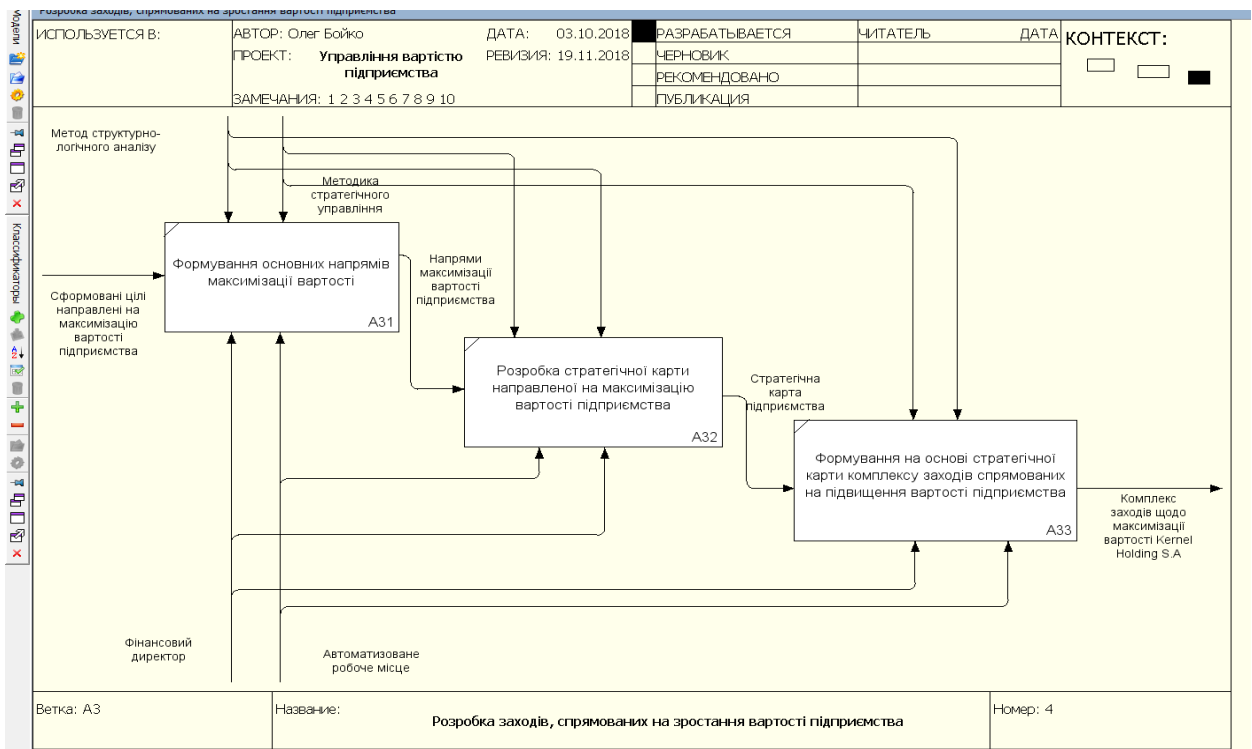 Розробка заходів, спрямованих на зростання вартості підприємства
Модели
Классификаторы
ИСПОЛЬЗУЕТСЯ В:
АВТОР: Олег Бойко
ДАТА: 03.10.2018
ПРОЕКТ: Управління вартістю
підприємства
РЕВИЗИЯ: 19.11.2018
ЗАМЕЧАНИЯ: 1 2 3 4 5 6 7 8 9 10
РАЗРАБАТЫВАЕТСЯ
ЧЕРНОВИК
РЕКОМЕНДОВАНО
ПУБЛИКАЦИЯ
ЧИТАТЕЛЬ
ДАТА
КОНТЕКСТ:
Метод структурно-
логічного аналізу
Методика
стратегічного
управління
Формування основних напрямів
максимізації вартості
A31
Сформовані цілі
направлені на
максимізацію
вартості
підприємства
Напрями
максимізації
вартості
підприємства
Розробка стратегічної карти
направленої на максимізацію
вартості підприємства
A32
Стратегічна
карта
підприємства
Формування на основі стратегічної
карти комплексу заходів спрямованих
на підвищення вартості підприємства
A33
Комплекс
заходів щодо
максимізації
вартості Kernel
Holding S.A
Фінансовий
директор
Автоматизоване
робоче місце
Ветка: A3
Название:
Розробка заходів, спрямованих на зростання вартості підприємства
Номер: 4